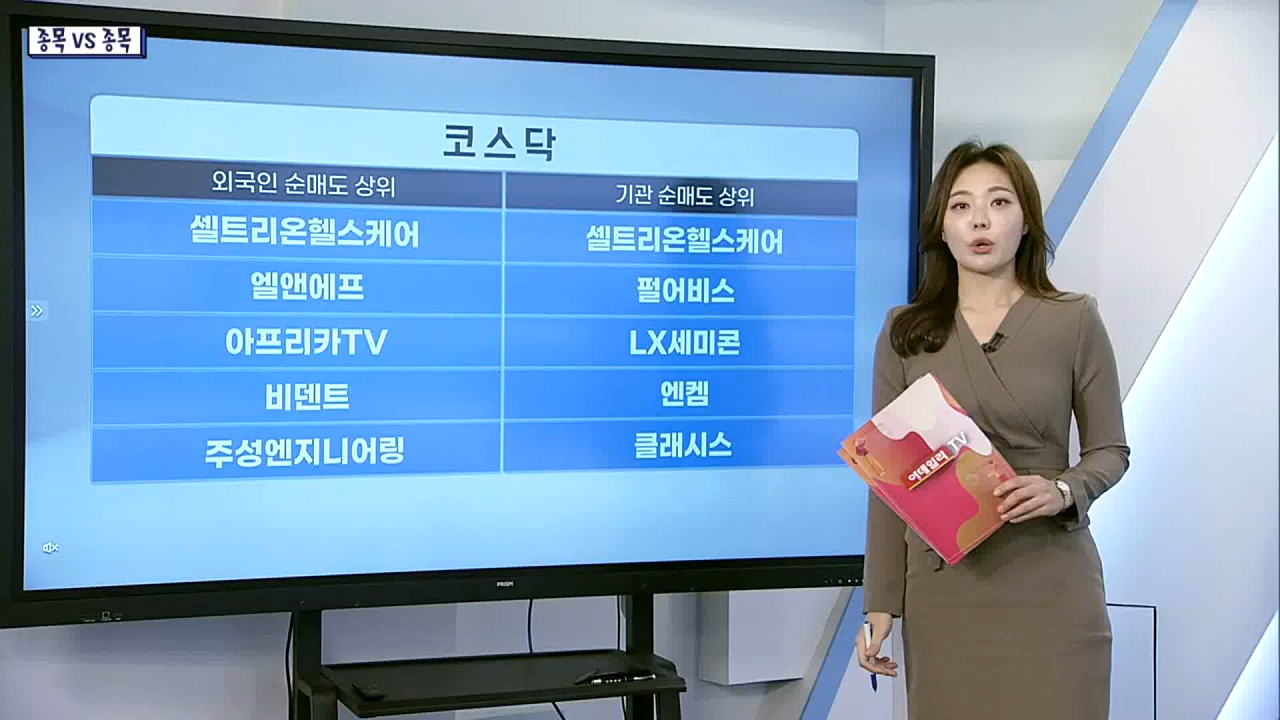 종목 VS 종목
코스닥
외국인 순매도 상위
기관 순매도 상위
셀트리온헬스케어
셀트리온헬스케어
엘앤에프
펄어비스
아프리카TV
LX세미콘
비덴트
엔켐
주성엔지니어링
클래시스
이데일리 TV
PRISM